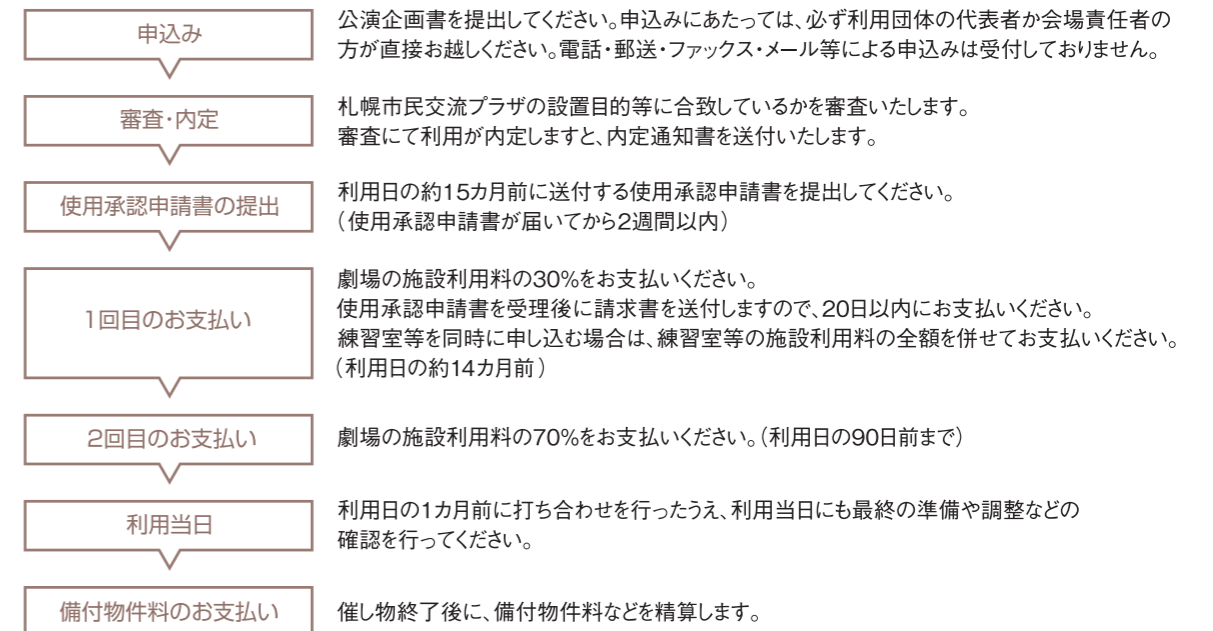 申込み
公演企画書を提出してください。申込みにあたっては、必ず利用団体の代表者か会場責任者の
方が直接お越しください。電話・郵送・ファックス・メール等による申込みは受付しておりません。
審査・内定
札幌市民交流プラザの設置目的等に合致しているかを審査いたします。
審査にて利用が内定しますと、内定通知書を送付いたします。
使用承認申請書の提出
利用日の約15カ月前に送付する使用承認申請書を提出してください。
（使用承認申請書が届いてから2週間以内）
1回目のお支払い
劇場の施設利用料の30%をお支払いください。
使用承認申請書を受理後に請求書を送付しますので、20日以内にお支払いください。
練習室等を同時に申し込む場合は、練習室等の施設利用料の全額を併せてお支払いください。
（利用日の約14カ月前）
2回目のお支払い
劇場の施設利用料の70%をお支払いください。（利用日の90日前まで）
利用当日
利用日の1カ月前に打ち合わせを行ったうえ、利用当日にも最終の準備や調整などの
確認を行ってください。
備付物件料のお支払い
催し物終了後に、備付物件料などを精算します。